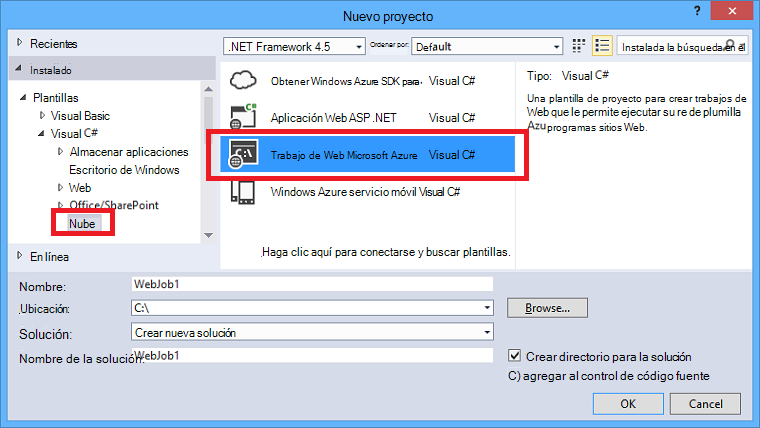 Nuevo proyecto
? ×
Recientes
.NET Framework 4.5
Ordenar por:
Default
Instalada la búsqueda en el
Instalado
Plantillas
Visual Basic
Visual C#
Almacenar aplicaciones
Escritorio de Windows
Web
Office/SharePoint
Nube
En línea
Obtener Windows Azure SDK para Visual C#
Aplicación Web ASP .NET Visual C#
Trabajo de Web Microsoft Azure Visual C#
Windows Azure servicio móvil Visual C#
Haga clic aquí para conectarse y buscar plantillas.
Tipo: Visual C#
Una plantilla de proyecto para crear trabajos de
Web que le permite ejecutar su re de plumilla
Azu programas sitios Web.
Nombre: WebJob1
Ubicación: C:\
Browse...
Solución: Crear nueva solución
Nombre de la solución: WebJob1
Crear directorio para la solución
C) agregar al control de código fuente
OK
Cancel